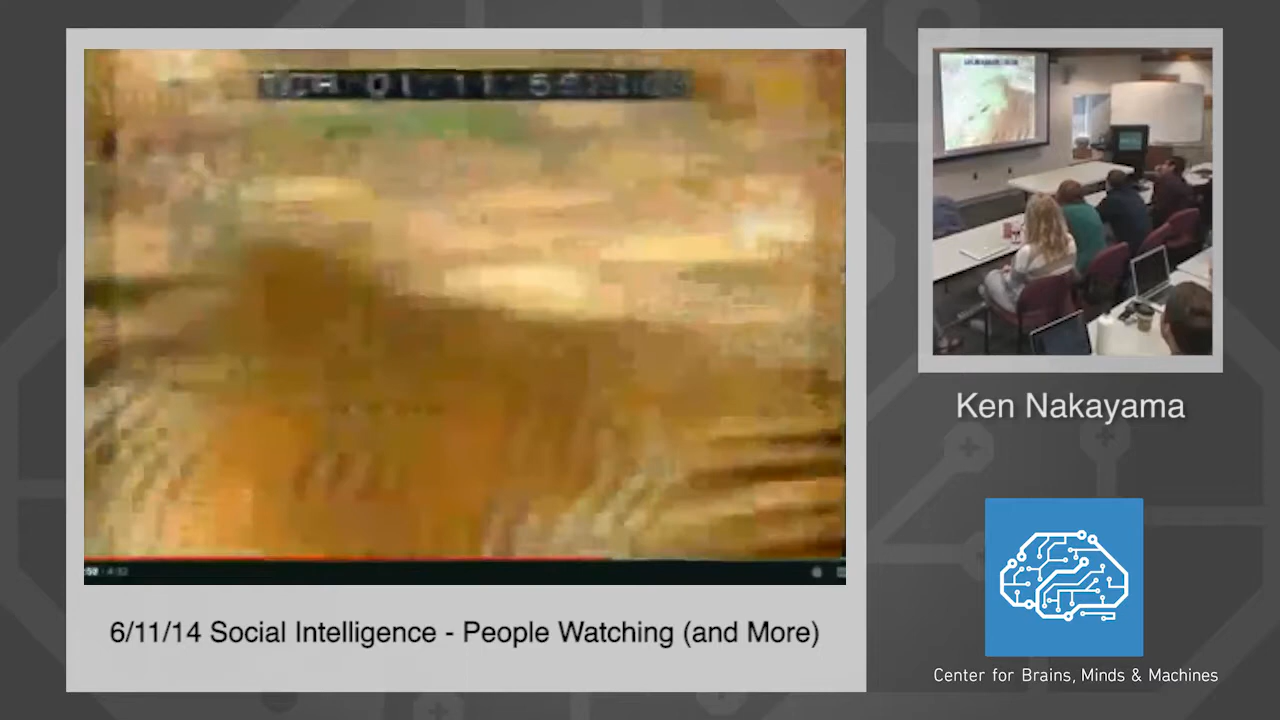 6/11/14 Social Intelligence - People Watching (and More)
Ken Nakayama
Center for Brains, Minds & Machines